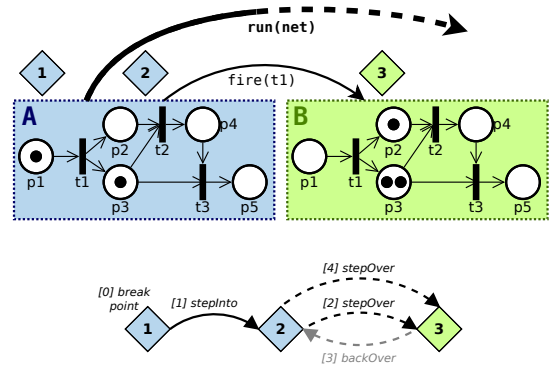 run(net)
1
2
3
fire(t1)
A
B
p1
t1
p2
p3
t2
p4
t3
p5
p1
t1
p2
p3
t2
p4
t3
p5
[0] break
point
[1] stepInto
[4] stepOver
[2] stepOver
[3] backOver
1
2
3